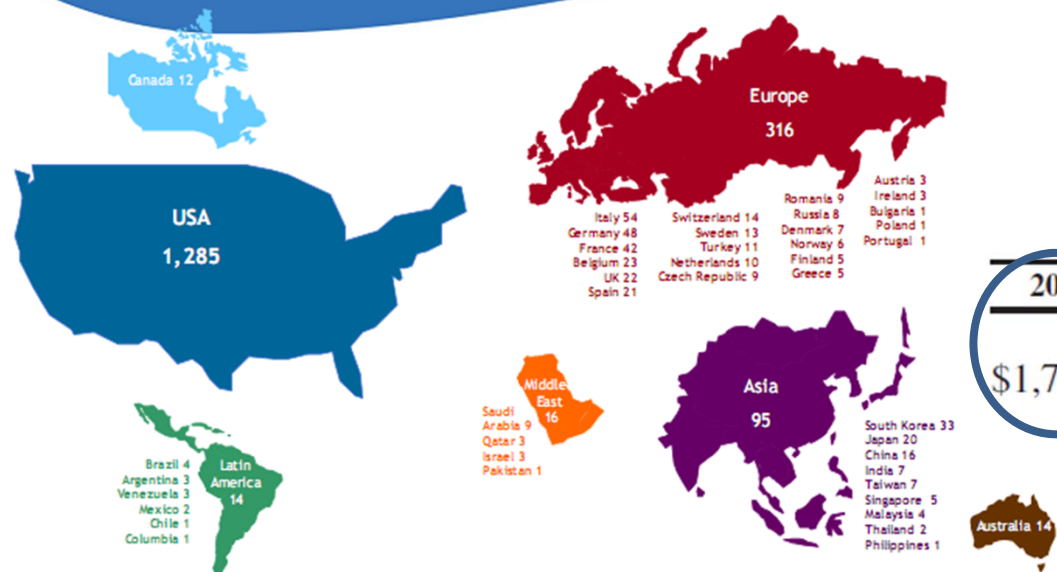 Canada 12
USA
1,285
Europe
316
Italy 54
Germany 48
France 42
Belgium 23
UK 22
Spain 21
Switzerland 14
Sweden 13
Turkey 11
Netherlands 10
Czech Republic 9
Romania 9
Russia 8
Denmark 7
Norway 6
Finland 5
Greece 5
Austria 3
Ireland 3
Bulgaria 1
Poland 1
Portugal 1
20
$1,7
Middle
East
16
Saudi
Arabia 9
Qatar 3
Israel 3
Pakistan 1
Asia
95
South Korea 33
Japan 20
China 16
India 7
Taiwan 7
Singapore 5
Malaysia 4
Thailand 2
Philippines 1
Latin
America
14
Brazil 4
Argentina 3
Venezuela 3
Mexico 2
Chile 1
Columbia 1
Australia 14